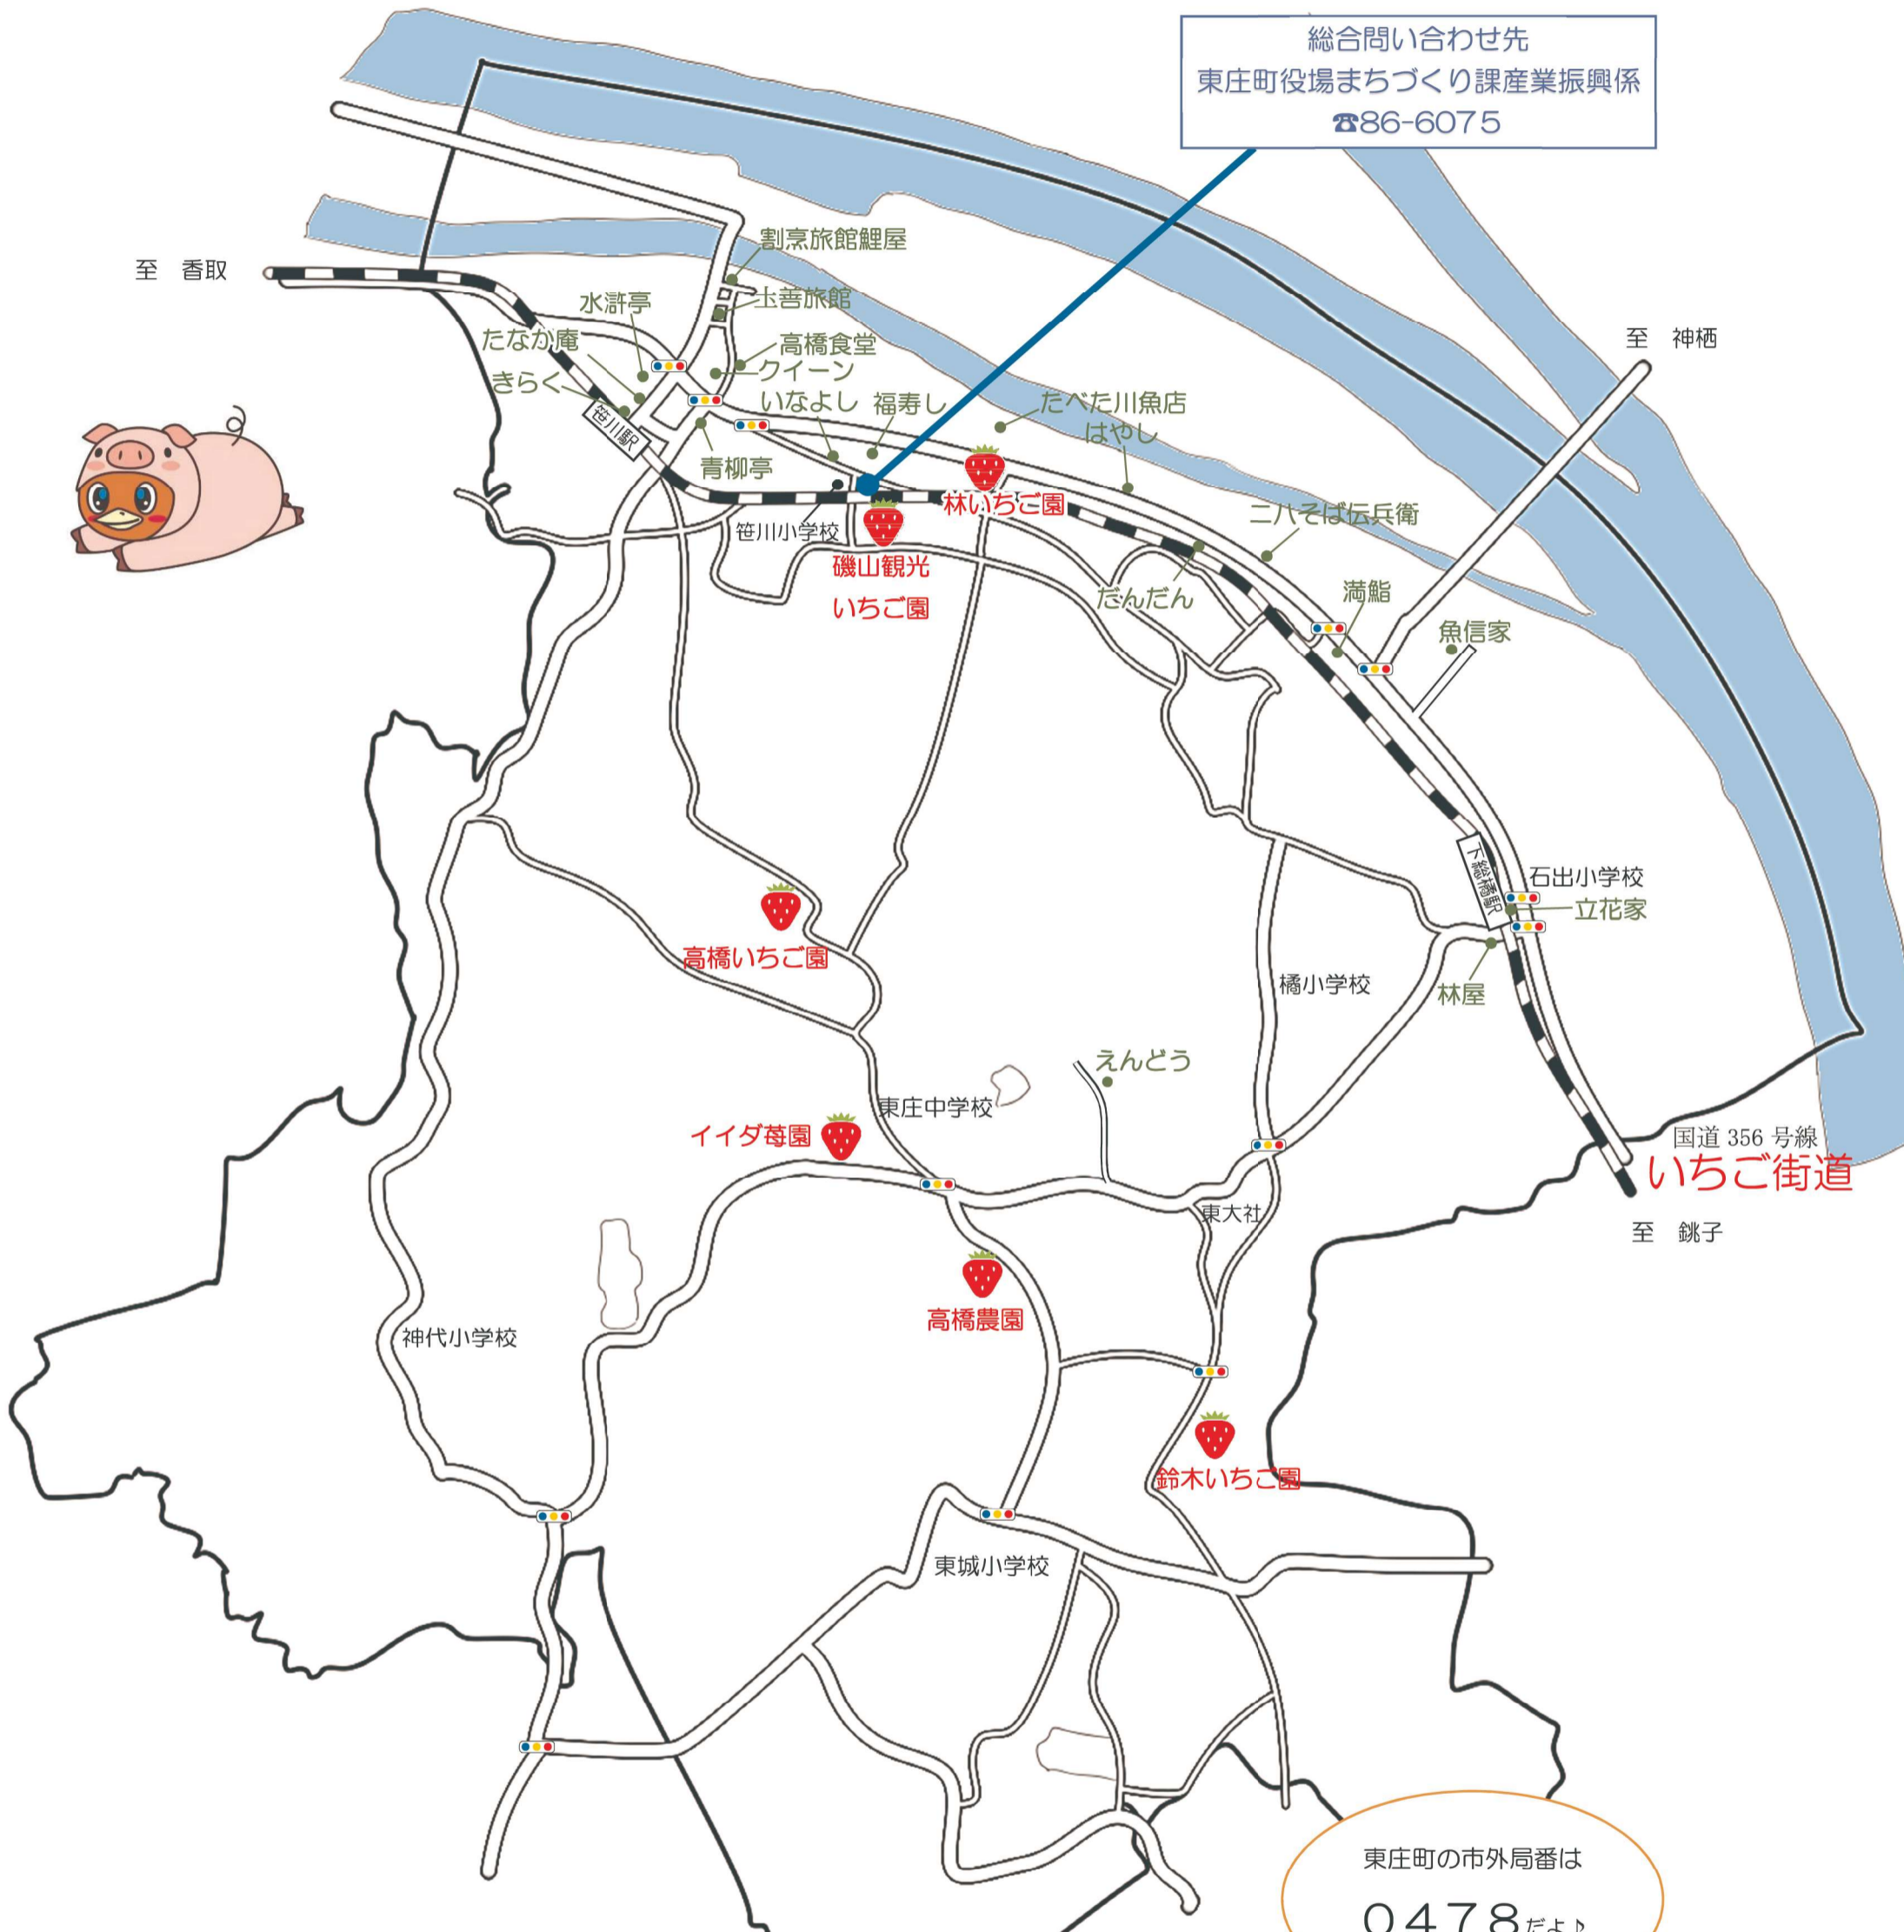 総合問い合わせ先
東庄町役場まちづくり課産業振興係
☎86-6075
至　香取
割烹旅館鯉屋
土善旅館
水滸亭
たなか庵
きらく
高橋食堂
クイーン
いなよし
福寿し
たべた川魚店
はやし
至　神栖
笹川駅
青柳亭
笹川小学校
林いちご園
磯山観光
いちご園
二八そば伝兵衛
だんだん
満鮨
魚信家
下総橘駅
石出小学校
立花家
林屋
高橋いちご園
橘小学校
えんどう
東庄中学校
イイダ苺園
国道 356 号線
いちご街道
至　銚子
東大社
高橋農園
神代小学校
鈴木いちご園
東城小学校
東庄町の市外局番は
0478だよ♪